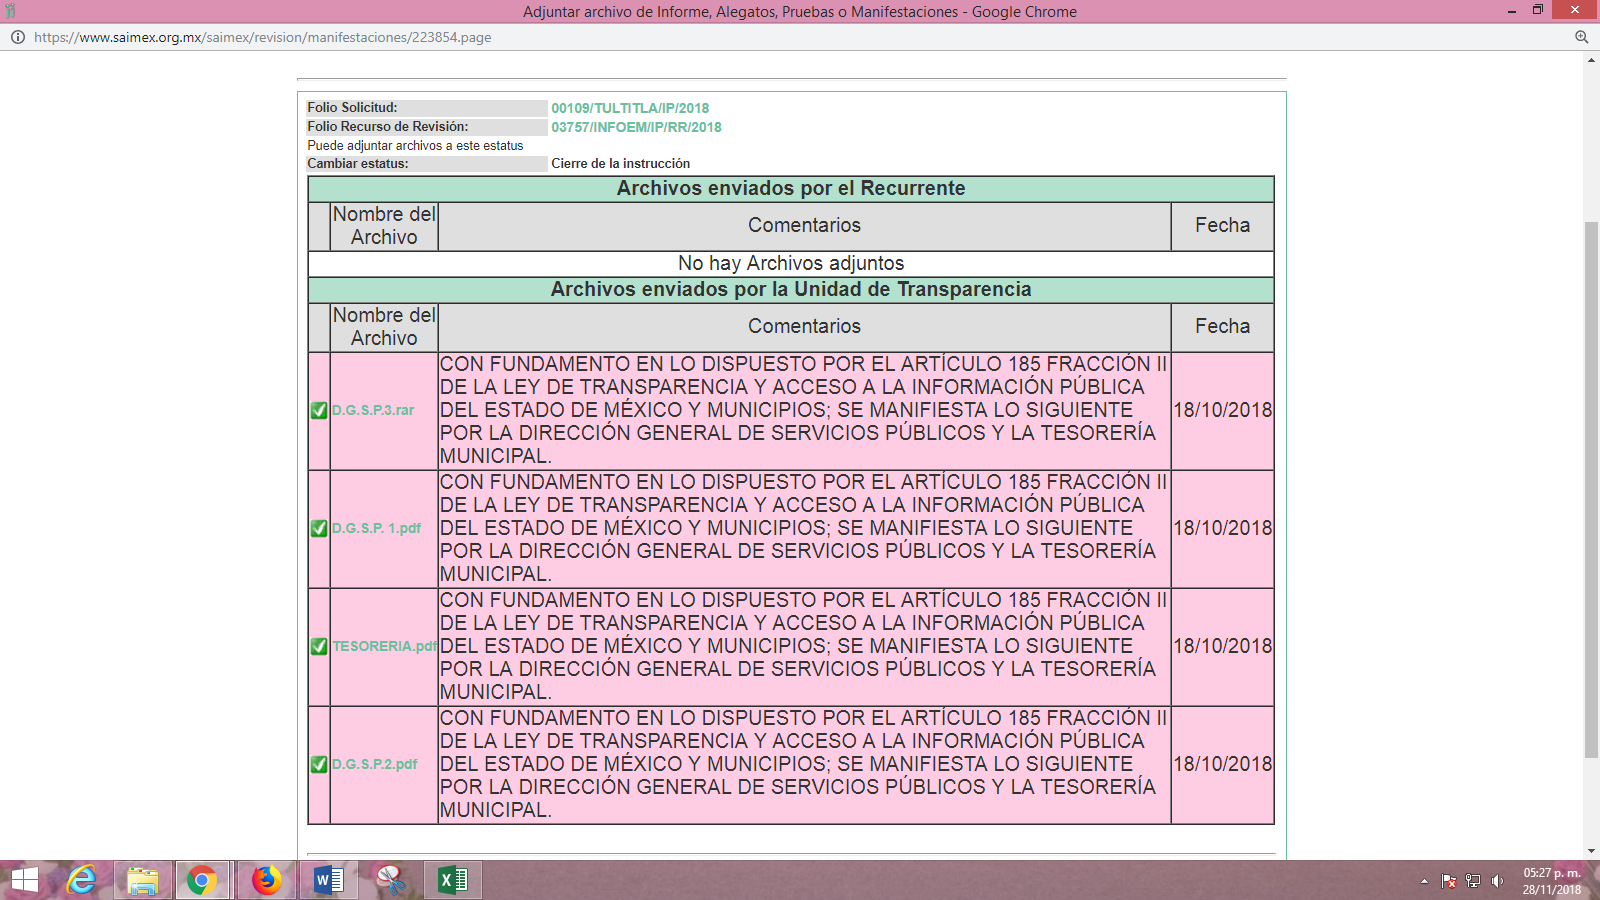 Adjuntar archivo de Informe, Alegatos, Pruebas o Manifestaciones - Google Chrome
https://www.saimex.org.mx/saimex/revision/manifestaciones/223854.page
Folio Solicitud: 00109/TULTITLA/IP/2018
Folio Recurso de Revisión: 03757/INFOEM/IP/RR/2018
Puede adjuntar archivos a este estatus
Cambiar estatus: Cierre de la instrucción
Archivos enviados por el Recurrente
Nombre del
Archivo
Comentarios
Fecha
No hay Archivos adjuntos
Archivos enviados por la Unidad de Transparencia
Nombre del
Archivo
Comentarios
Fecha
D.G.S.P.3.rar
CON FUNDAMENTO EN LO DISPUESTO POR EL ARTÍCULO 185 FRACCIÓN II
DE LA LEY DE TRANSPARENCIA Y ACCESO A LA INFORMACIÓN PÚBLICA
DEL ESTADO DE MÉXICO Y MUNICIPIOS; SE MANIFIESTA LO SIGUIENTE
POR LA DIRECCIÓN GENERAL DE SERVICIOS PÚBLICOS Y LA TESORERÍA
MUNICIPAL.
18/10/2018
D.G.S.P. 1.pdf
CON FUNDAMENTO EN LO DISPUESTO POR EL ARTÍCULO 185 FRACCIÓN II
DE LA LEY DE TRANSPARENCIA Y ACCESO A LA INFORMACIÓN PÚBLICA
DEL ESTADO DE MÉXICO Y MUNICIPIOS; SE MANIFIESTA LO SIGUIENTE
POR LA DIRECCIÓN GENERAL DE SERVICIOS PÚBLICOS Y LA TESORERÍA
MUNICIPAL.
18/10/2018
TESORERIA.pdf
CON FUNDAMENTO EN LO DISPUESTO POR EL ARTÍCULO 185 FRACCIÓN II
DE LA LEY DE TRANSPARENCIA Y ACCESO A LA INFORMACIÓN PÚBLICA
DEL ESTADO DE MÉXICO Y MUNICIPIOS; SE MANIFIESTA LO SIGUIENTE
POR LA DIRECCIÓN GENERAL DE SERVICIOS PÚBLICOS Y LA TESORERÍA
MUNICIPAL.
18/10/2018
D.G.S.P.2.pdf
CON FUNDAMENTO EN LO DISPUESTO POR EL ARTÍCULO 185 FRACCIÓN II
DE LA LEY DE TRANSPARENCIA Y ACCESO A LA INFORMACIÓN PÚBLICA
DEL ESTADO DE MÉXICO Y MUNICIPIOS; SE MANIFIESTA LO SIGUIENTE
POR LA DIRECCIÓN GENERAL DE SERVICIOS PÚBLICOS Y LA TESORERÍA
MUNICIPAL.
18/10/2018
05:27 p. m.
28/11/2018